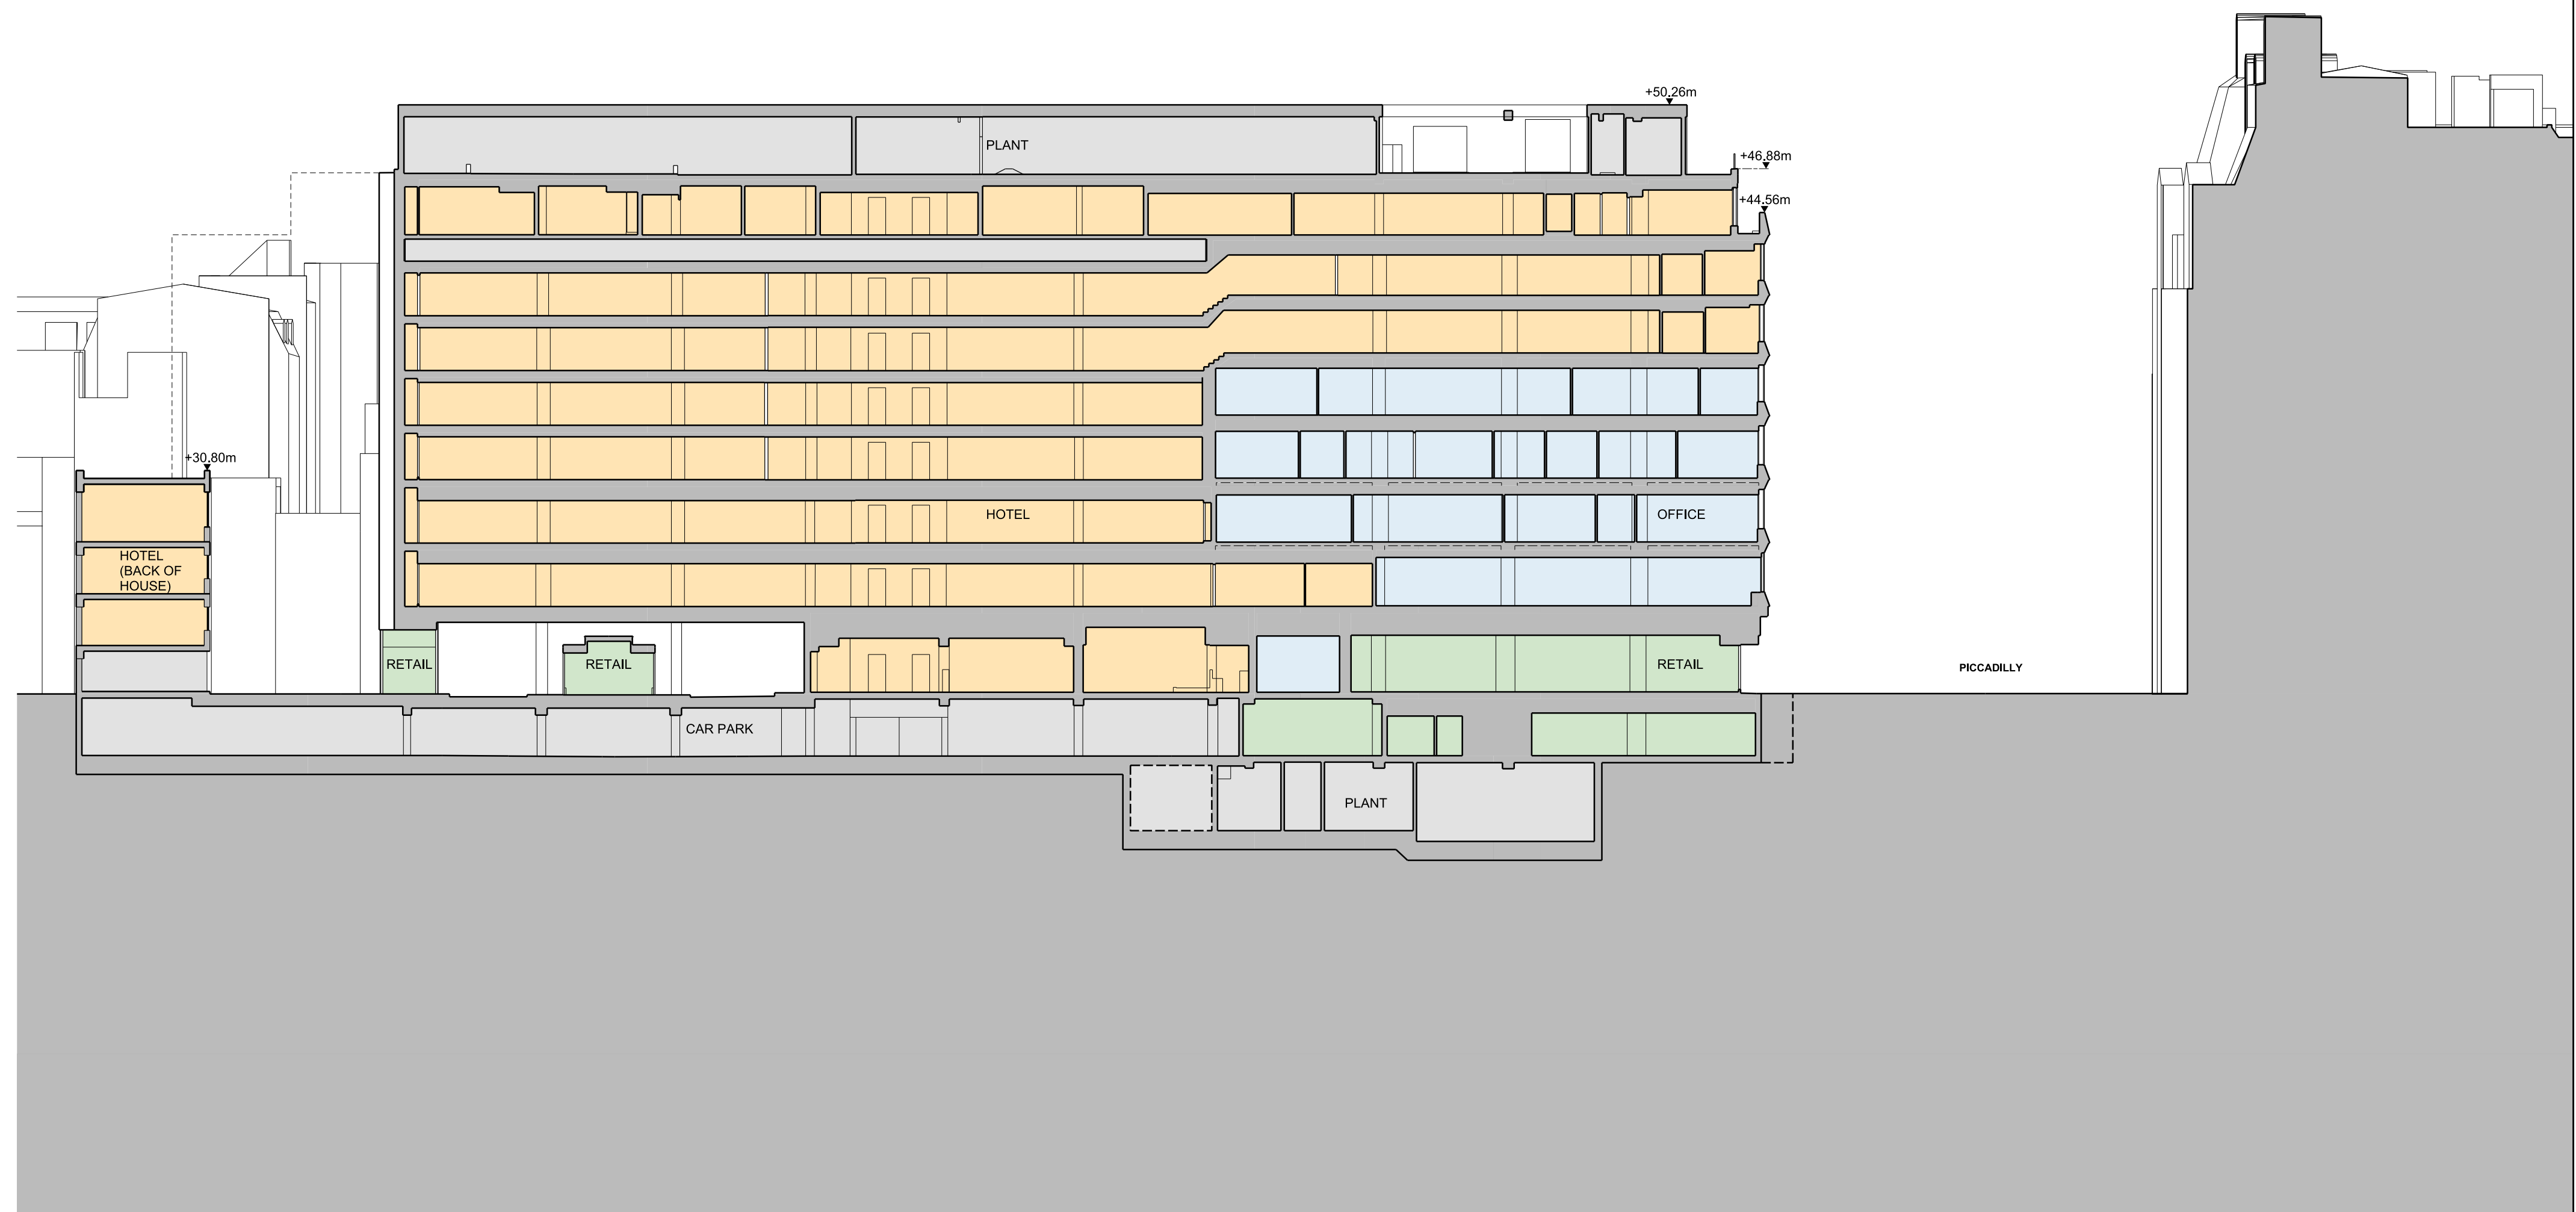 +50.26m
PLANT
+46.88m
+44.56m
+30.80m
HOTEL
OFFICE
HOTEL
(BACK OF
HOUSE)
RETAIL
RETAIL
RETAIL
PICCADILLY
CAR PARK
PLANT